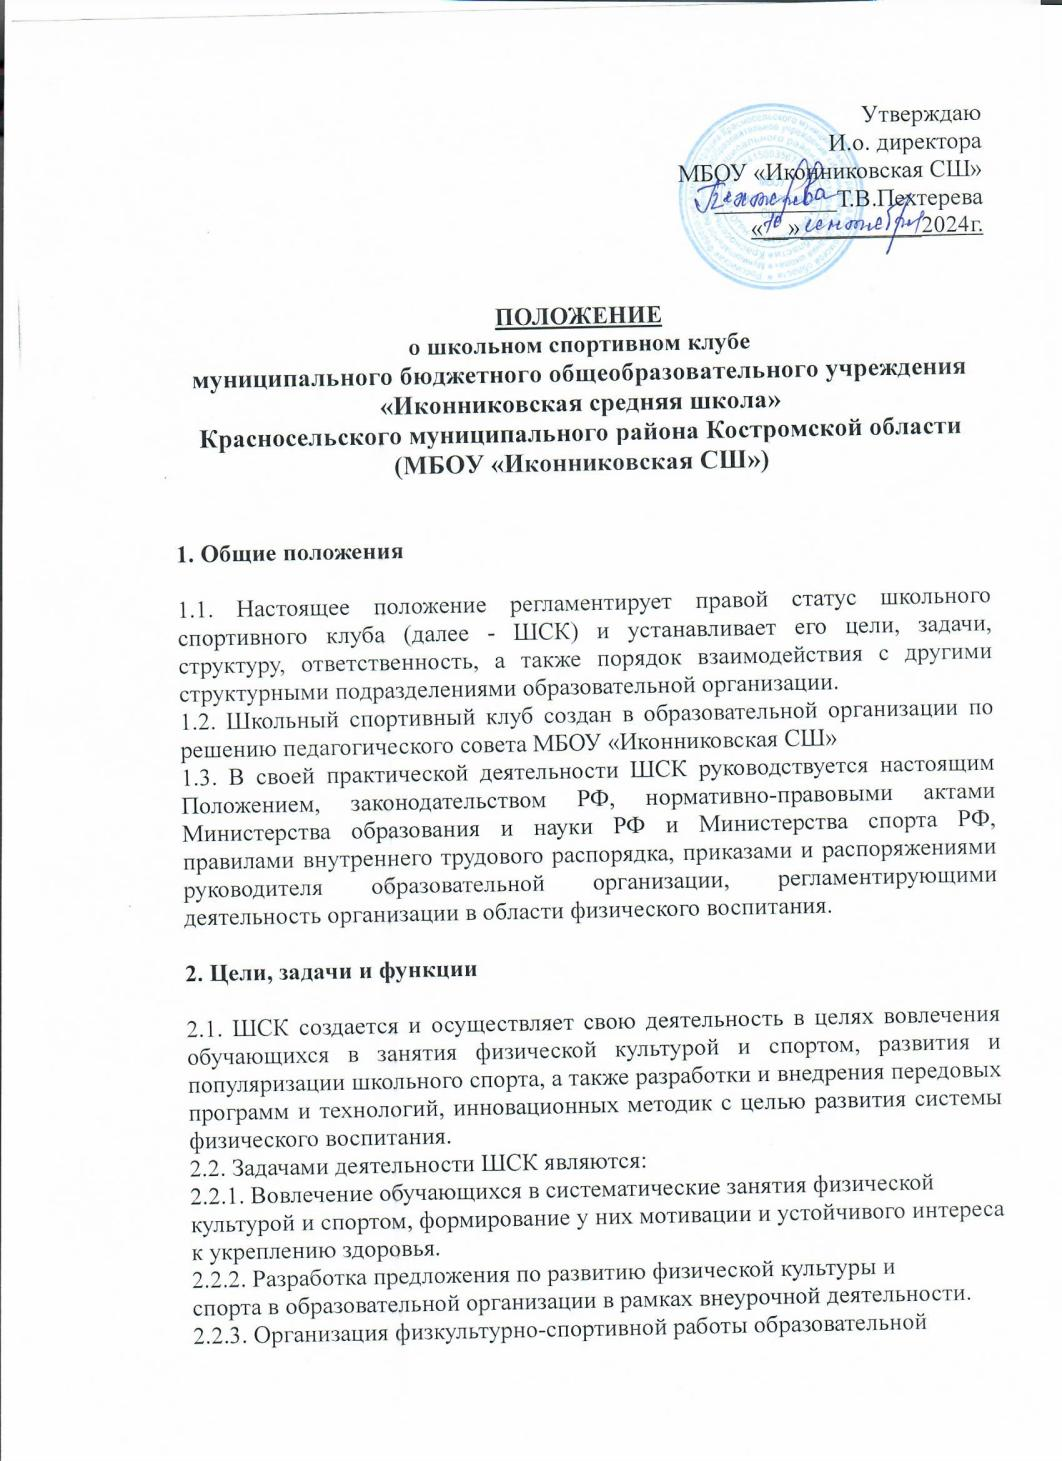 Утверждаю
И.о. директора
МБОУ «Иконниковская СШ»
Т.В.Пехтерева
«10» сентября 2024г.
ПОЛОЖЕНИЕ
о школьном спортивном клубе
муниципального бюджетного общеобразовательного учреждения
«Иконниковская средняя школа»
Красносельского муниципального района Костромской области
(МБОУ «Иконниковская СШ»)
1. Общие положения
1.1. Настоящее положение регламентирует правой статус школьного
спортивного клуба (далее - ШСК) и устанавливает его цели, задачи,
структуру, ответственность, а также порядок взаимодействия с другими
структурными подразделениями образовательной организации.
1.2. Школьный спортивный клуб создан в образовательной организации по
решению педагогического совета МБОУ «Иконниковская СШ»
1.3. В своей практической деятельности ШСК руководствуется настоящим
Положением, законодательством РФ, нормативно-правовыми актами
Министерства образования и науки РФ и Министерства спорта РФ,
правилами внутреннего трудового распорядка, приказами и распоряжениями
руководителя образовательной организации, регламентирующими
деятельность организации в области физического воспитания.
2. Цели, задачи и функции
2.1. ШСК создается и осуществляет свою деятельность в целях вовлечения
обучающихся в занятия физической культурой и спортом, развития и
популяризации школьного спорта, а также разработки и внедрения передовых
программ и технологий, инновационных методик с целью развития системы
физического воспитания.
2.2. Задачами деятельности ШСК являются:
2.2.1. Вовлечение обучающихся в систематические занятия физической
культурой и спортом, формирование у них мотивации и устойчивого интереса
к укреплению здоровья.
2.2.2. Разработка предложения по развитию физической культуры и
спорта в образовательной организации в рамках внеурочной деятельности.
2.2.3. Организация физкультурно-спортивной работы образовательной